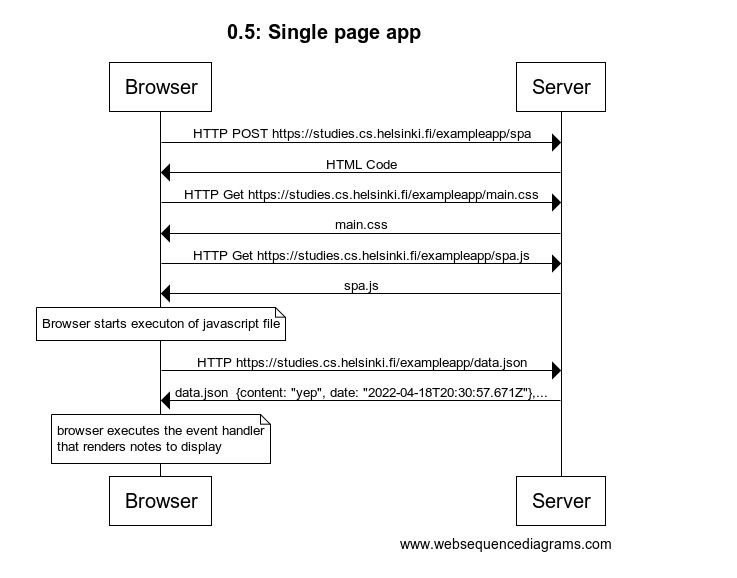 0.5: Single page app
Browser
Server
HTTP POST https://studies.cs.helsinki.fi/exampleapp/spa
HTML Code
HTTP Get https://studies.cs.helsinki.fi/exampleapp/main.css
main.css
HTTP Get https://studies.cs.helsinki.fi/exampleapp/spa.js
spa.js
Browser starts executon of javascript file
HTTP https://studies.cs.helsinki.fi/exampleapp/data.json
data.json  {content: "yep", date: "2022-04-18T20:30:57.671Z"},...
browser executes the event handler
that renders notes to display
Browser
Server
www.websequencediagrams.com